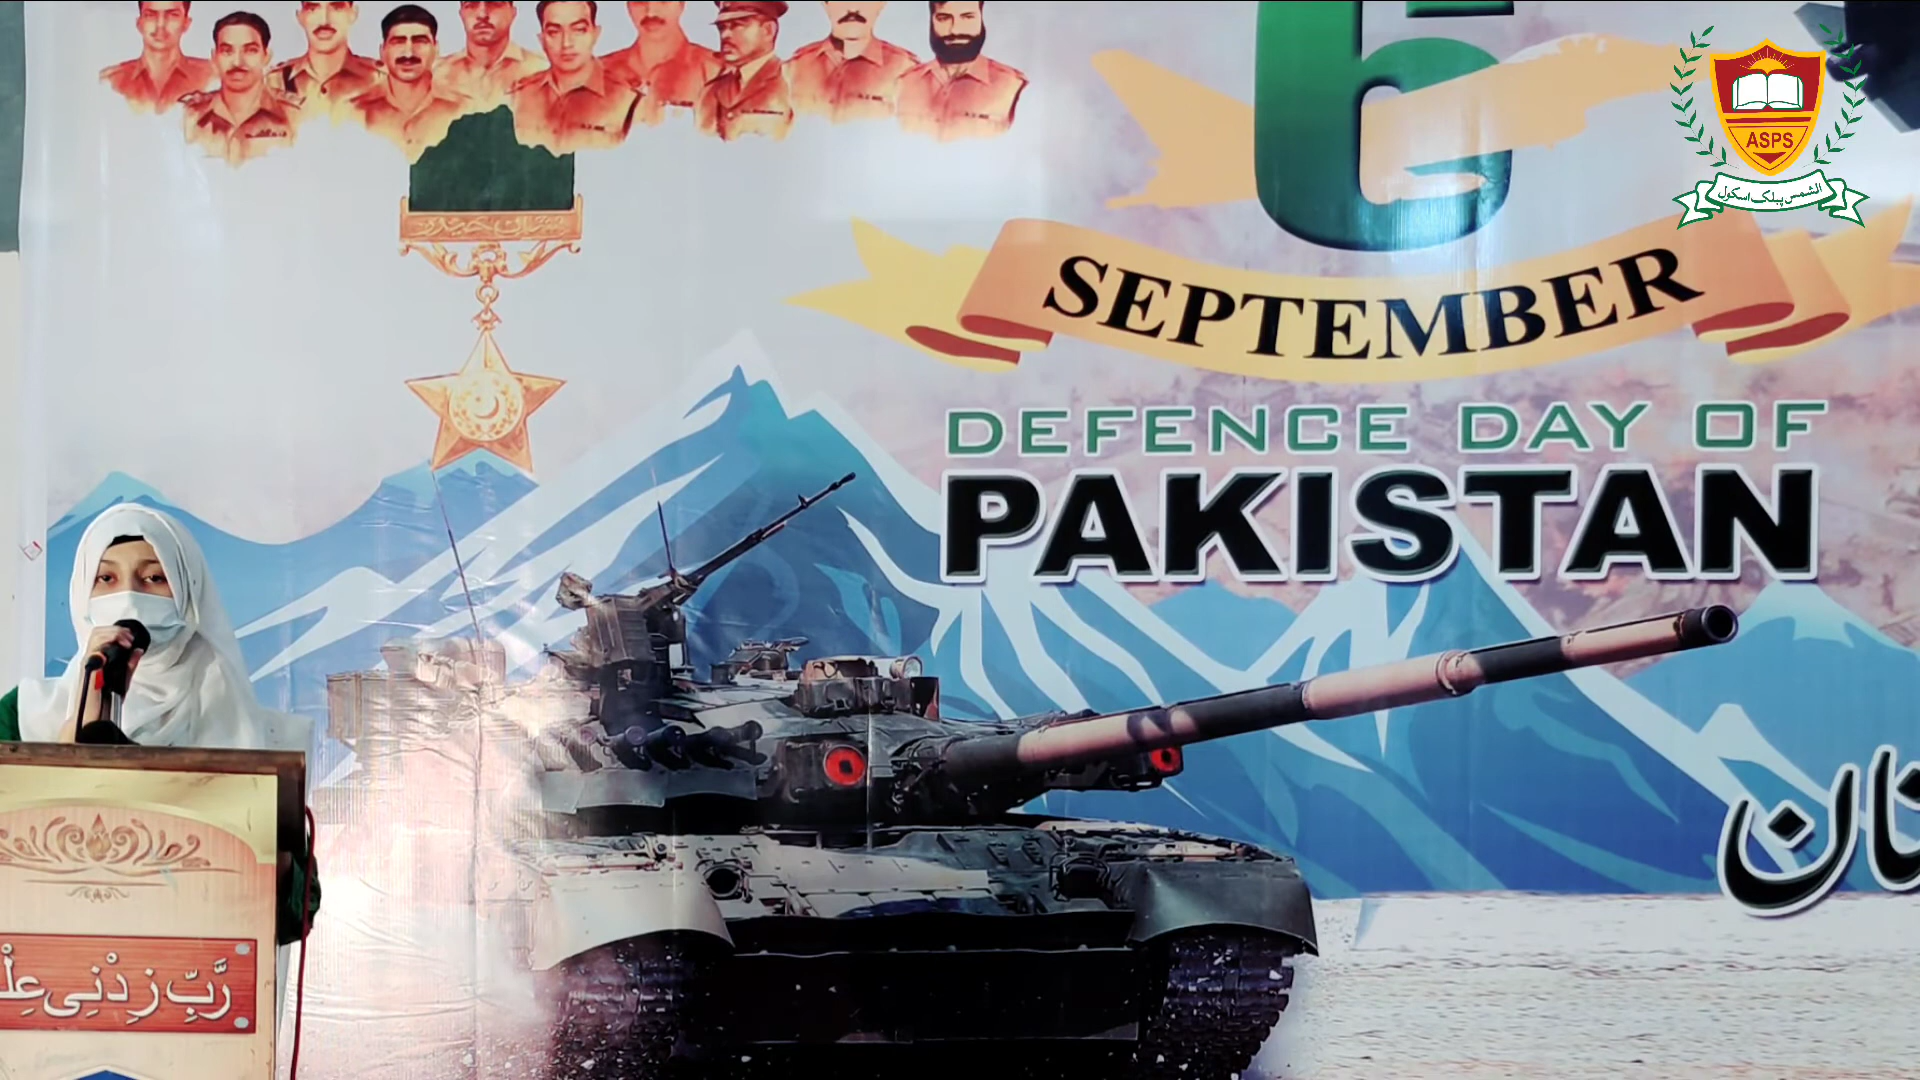 6
SEPTEMBER
DEFENCE DAY OF
PAKISTAN
ASPS
الشمس پبلک اسکول
رَّبِّ زِدْنِی